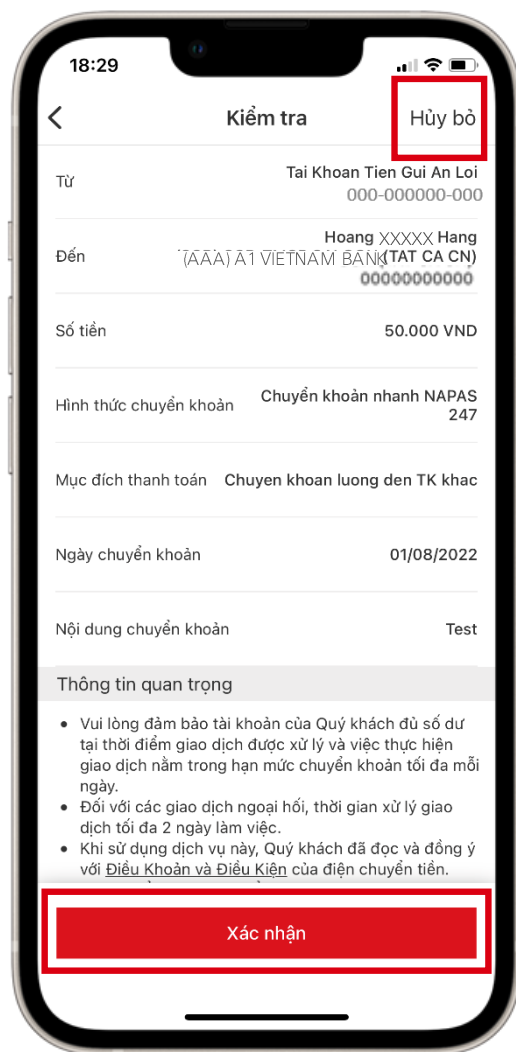 18:29
Kiểm tra
Hủy bỏ
Từ
Tai Khoan Tien Gui An Loi
000-000000-000
Đến
Hoang XXXXX Hang
(AAA) A1 VIETNAM BANK(TAT CA CN)
00000000000
Số tiền
50.000 VND
Hình thức chuyển khoản
Chuyển khoản nhanh NAPAS
247
Mục đích thanh toán
Chuyen khoan luong den TK khac
Ngày chuyển khoản
01/08/2022
Nội dung chuyển khoản
Test
Thông tin quan trọng
• Vui lòng đảm bảo tài khoản của Quý khách đủ số dư
tại thời điểm giao dịch được xử lý và việc thực hiện
giao dịch nằm trong hạn mức chuyển khoản tối đa mỗi
ngày.
• Đối với các giao dịch ngoại hối, thời gian xử lý giao
dịch tối đa 2 ngày làm việc.
• Khi sử dụng dịch vụ này, Quý khách đã đọc và đồng ý
với Điều Khoản và Điều Kiện của điện chuyển tiền.
Xác nhận